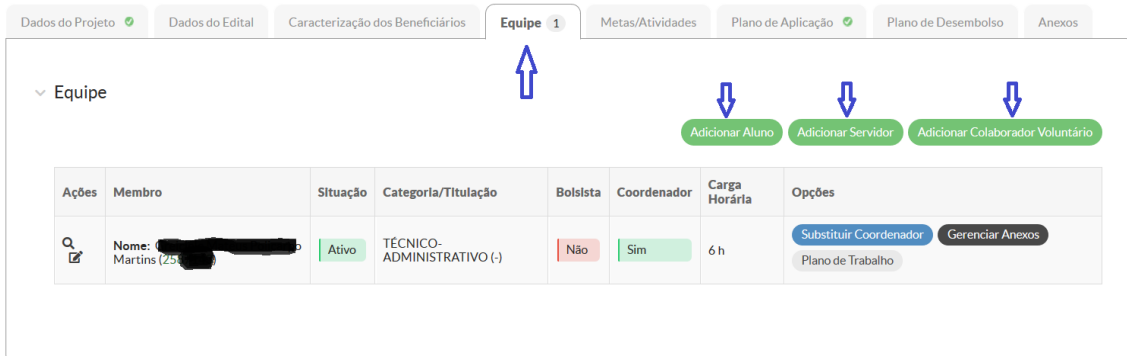 Dados do Projeto Dados do Edital Caracterização dos Beneficiários Equipe 1 Metas/Atividades Plano de Aplicação Plano de Desembolso Anexos
Equipe
Adicionar Aluno Adicionar Servidor Adicionar Colaborador Voluntário
Ações Membro Situação Categoria/Titulação Bolsista Coordenador Carga Horária Opções
Nome:
Martins
Ativo
TÉCNICO-
ADMINISTRATIVO (-)
Não
Sim
6 h
Substituir Coordenador Gerenciar Anexos
Plano de Trabalho